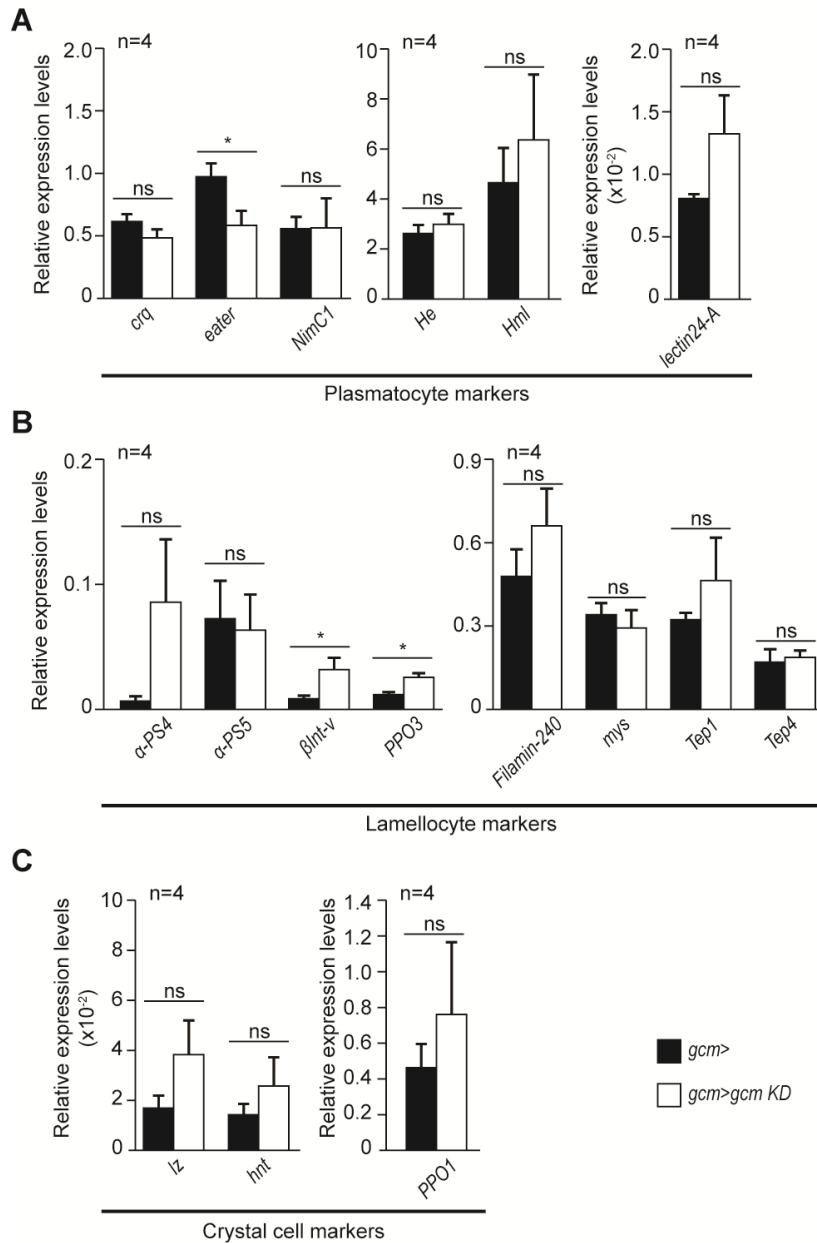 A
n=4
2.0
1.0
1.0
0.5
0
Relative expression levels
ns
*
ns
crq
eater
NimC1
n=4
10
8
6
4
2
0
ns
ns
He
Hml
n=4
2.0
1.5
1.0
0.5
0
Relative expression levels
(x10-2)
ns
lectin24-A
Plasmatocyte markers
B
n=4
0.2
0.1
0
Relative expression levels
ns
ns
*
*
α-PS4
α-PS5
βInt-v
PPO3
n=4
0.9
0.6
0.3
0
ns
ns
ns
ns
Filamin-240
mys
Tep1
Tep4
Lamellocyte markers
C
n=4
10
8
6
4
2
0
Relative expression levels
(x10-2)
ns
ns
lz
hnt
n=4
1.4
1.2
1.0
0.8
0.6
0.4
0.2
0
Relative expression levels
ns
PPO1
gcm>
gcm>gcm KD
Crystal cell markers